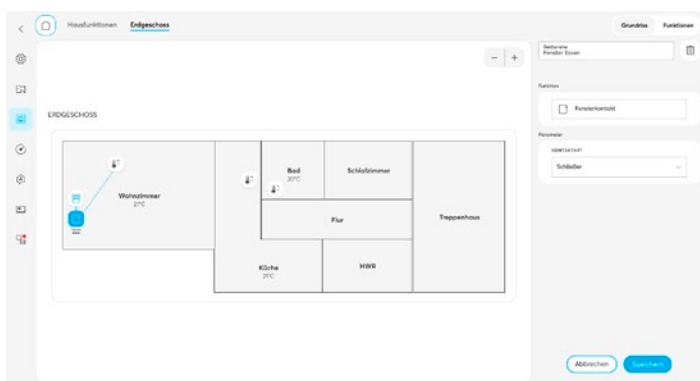 Hausfunktionen Erdgeschoss Grundriss Funktionen
Fenster Essen
Funktion
Fensterkontakt
Parameter
KONTAKTART
Schließer
ERDGESCHOSS
Wohnzimmer
21°C
Bad
20°C
Schlafzimmer
Flur
Treppenhaus
Küche
21°C
HWR
Abbrechen Speichern